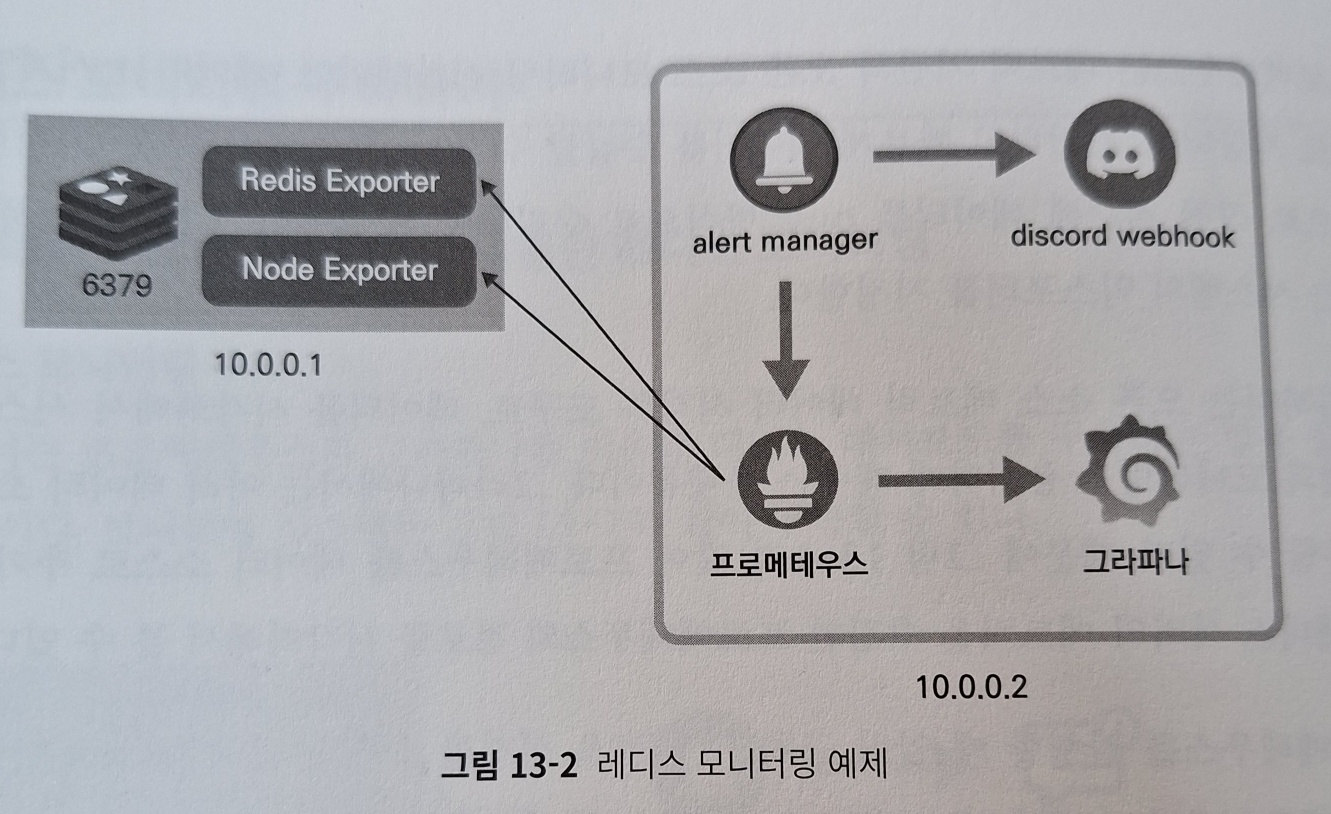 Redis Exporter
Node Exporter
6379
10.0.0.1
alert manager
discord webhook
프로메테우스
그라파나
10.0.0.2
그림 13-2 레디스 모니터링 예제